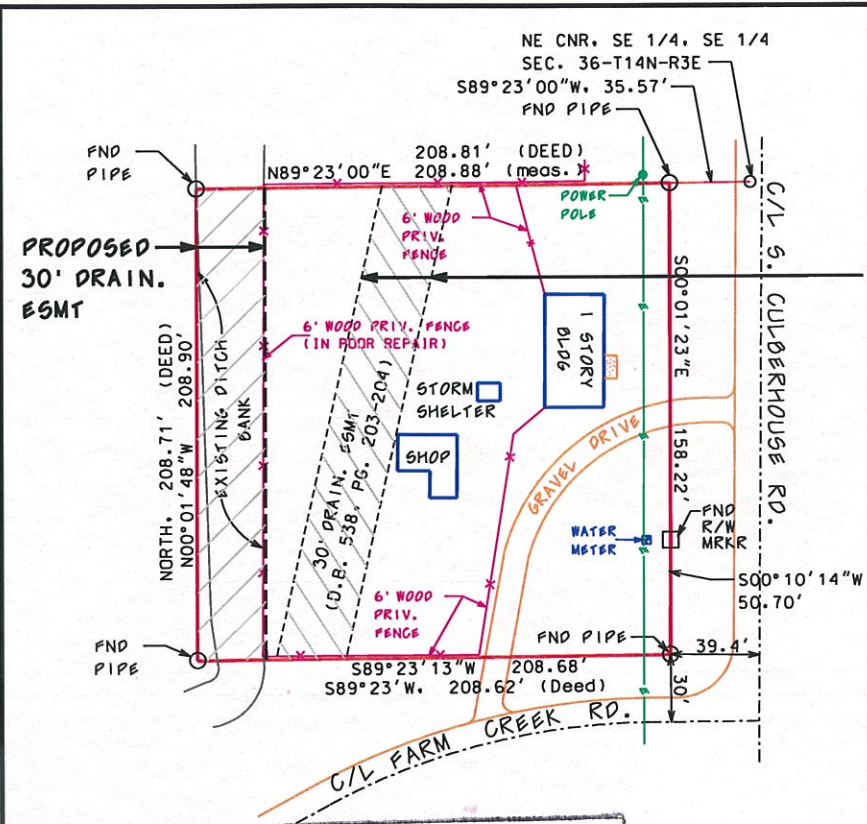 NE CNR. SE 1/4. SE 1/4
SEC. 36-T14N-R3E
S89°23'00"W. 35.57'
FND PIPE
FND
PIPE
208.81' (DEED)
N89°23'00"E 208.88' (meas.)
POWER
POLE
6' WOOD
PRIV.
FENCE
PROPOSED
30' DRAIN.
ESMT
6' WOOD PRIV. FENCE
(IN POOR REPAIR)
NORTH. 208.71' (DEED)
N00°01'48"W 208.90'
EXISTING DITCH
BANK
30' DRAIN. ESMT
(D.B. 538, PG. 203-204)
STORM
SHELTER
SHOP
1 STORY
BLDG
GRAVEL DRIVE
S00°01'23"E
158.22'
C/L S. CULBERHOUSE RD.
WATER
METER
FND
R/W
MRKR
S00°10'14"W
50.70'
6' WOOD
PRIV.
FENCE
FND PIPE
39.4'
30'
FND
PIPE
S89°23'13"W 208.68'
S89°23'W. 208.62' (Deed)
C/L FARM CREEK RD.